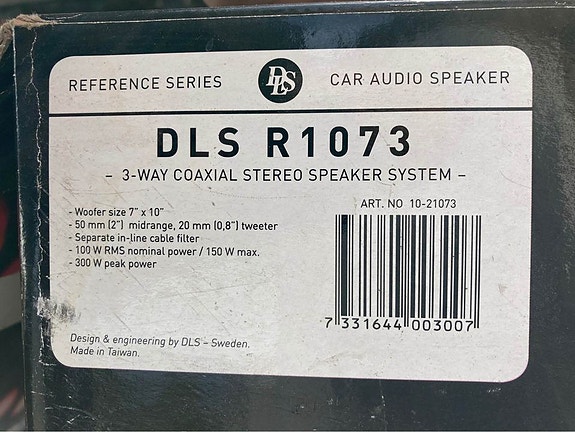 REFERENCE SERIES
DLS
CAR AUDIO SPEAKER
DLS R1073
– 3-WAY COAXIAL STEREO SPEAKER SYSTEM –
- Woofer size 7" x 10"
- 50 mm (2") midrange, 20 mm (0,8") tweeter
- Separate in-line cable filter
- 100 W RMS nominal power / 150 W max.
- 300 W peak power
ART. NO 10-21073
7 331644 003007
Design & engineering by DLS – Sweden.
Made in Taiwan.